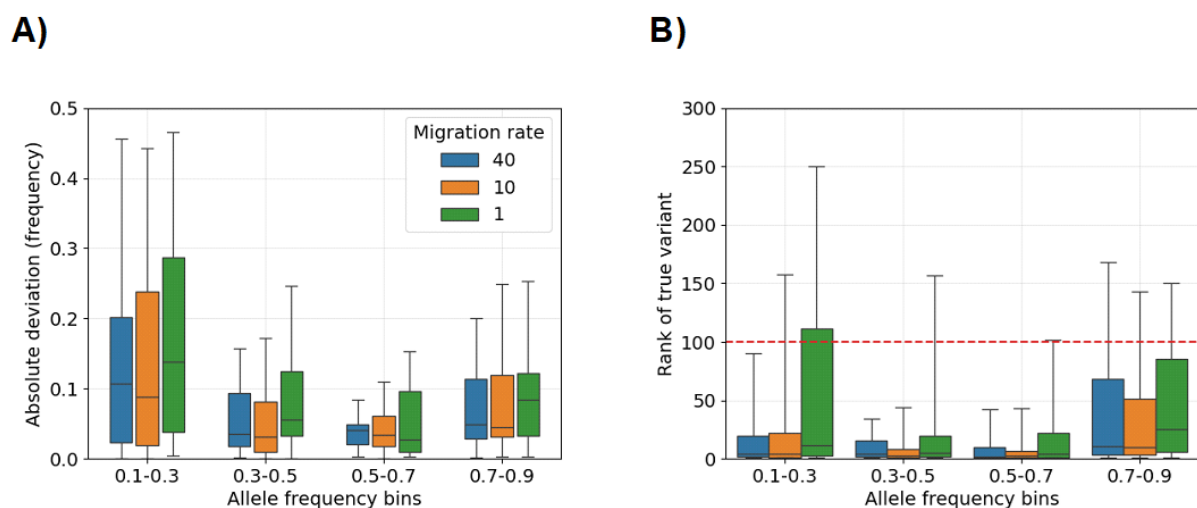 A)
B)
0.5
0.4
0.3
0.2
0.1
0.0
Absolute deviation (frequency)
Migration rate
40
10
1
0.1-0.3 0.3-0.5 0.5-0.7 0.7-0.9
Allele frequency bins
300
250
200
150
100
50
0
Rank of true variant
0.1-0.3 0.3-0.5 0.5-0.7 0.7-0.9
Allele frequency bins